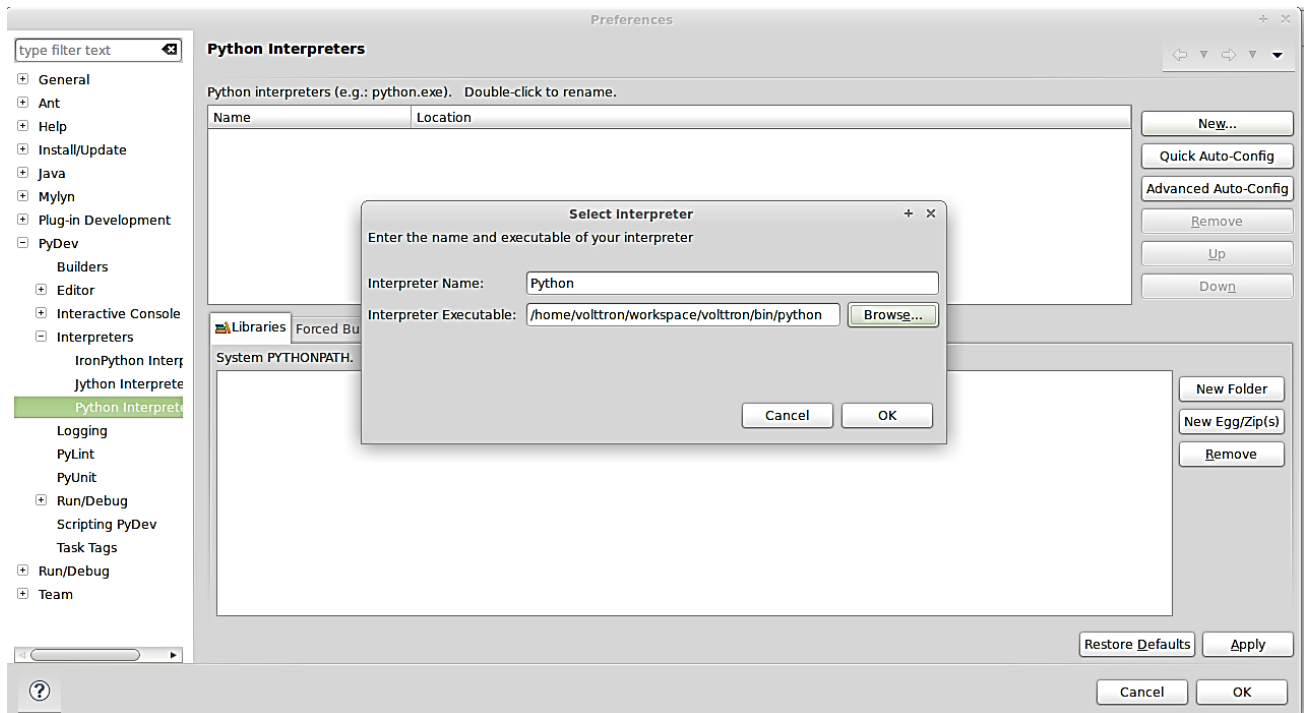 Preferences
type filter text
Python Interpreters
General
Ant
Help
Install/Update
Java
Mylyn
Plug-in Development
PyDev
Builders
Editor
Interactive Console
Interpreters
IronPython Interp
Jython Interprete
Python Interprete
Logging
PyLint
PyUnit
Run/Debug
Scripting PyDev
Task Tags
Run/Debug
Team
Python interpreters (e.g.: python.exe). Double-click to rename.
Name Location
New...
Quick Auto-Config
Advanced Auto-Config
Remove
Up
Down
Select Interpreter
Enter the name and executable of your interpreter
Interpreter Name: Python
Interpreter Executable: /home/volttron/workspace/volttron/bin/python Browse...
Cancel OK
Libraries Forced Bu
System PYTHONPATH.
New Folder
New Egg/Zip(s)
Remove
Restore Defaults Apply
Cancel OK